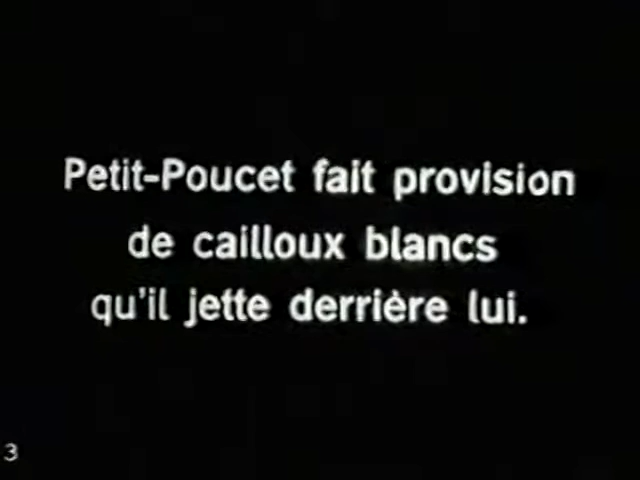 Petit-Poucet fait provision
de cailloux blancs
qu'il jette derrière lui.
3